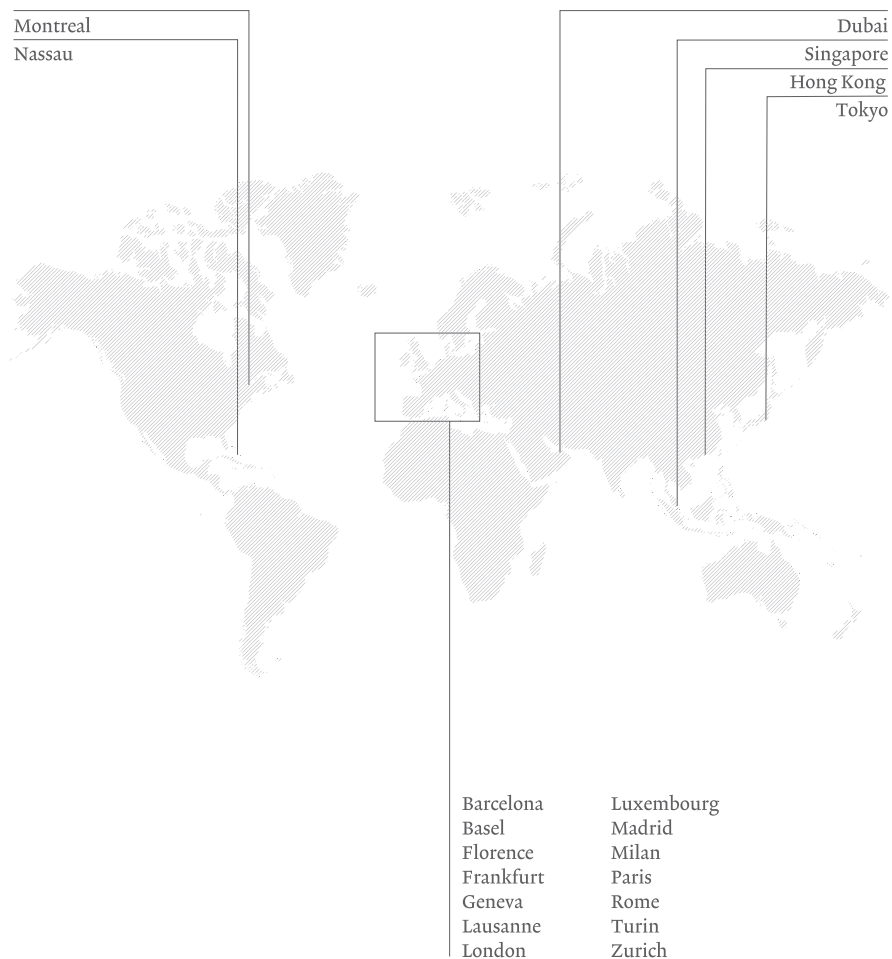 Montreal
Nassau
Dubai
Singapore
Hong Kong
Tokyo
Barcelona
Basel
Florence
Frankfurt
Geneva
Lausanne
London
Luxembourg
Madrid
Milan
Paris
Rome
Turin
Zurich